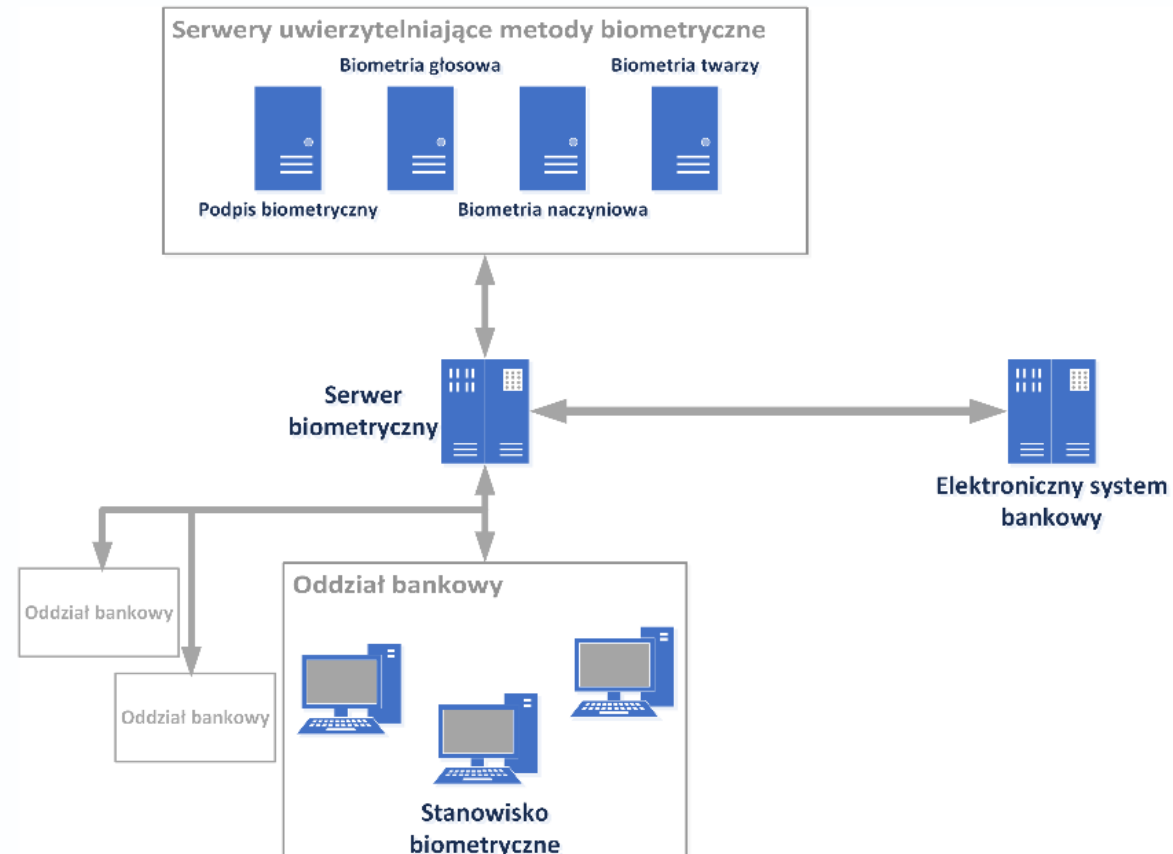 Serwery uwierzytelniające metody biometryczne
Biometria głosowa
Biometria twarzy
Podpis biometryczny
Biometria naczyniowa
Serwer
biometryczny
Elektroniczny system
bankowy
Oddział bankowy
Oddział bankowy
Oddział bankowy
Stanowisko
biometryczne